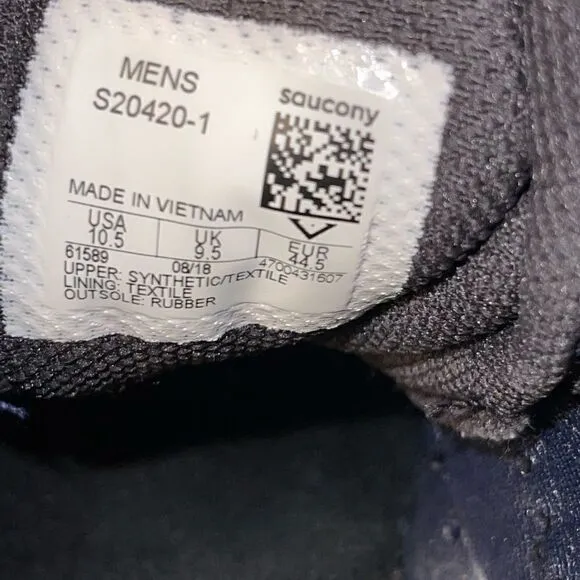 MENS
S20420-1
saucony
MADE IN VIETNAM
USA UK EUR
10.5 9.5 44.5
61589 08/18 4700431607
UPPER: SYNTHETIC/TEXTILE
LINING: TEXTILE
OUTSOLE: RUBBER